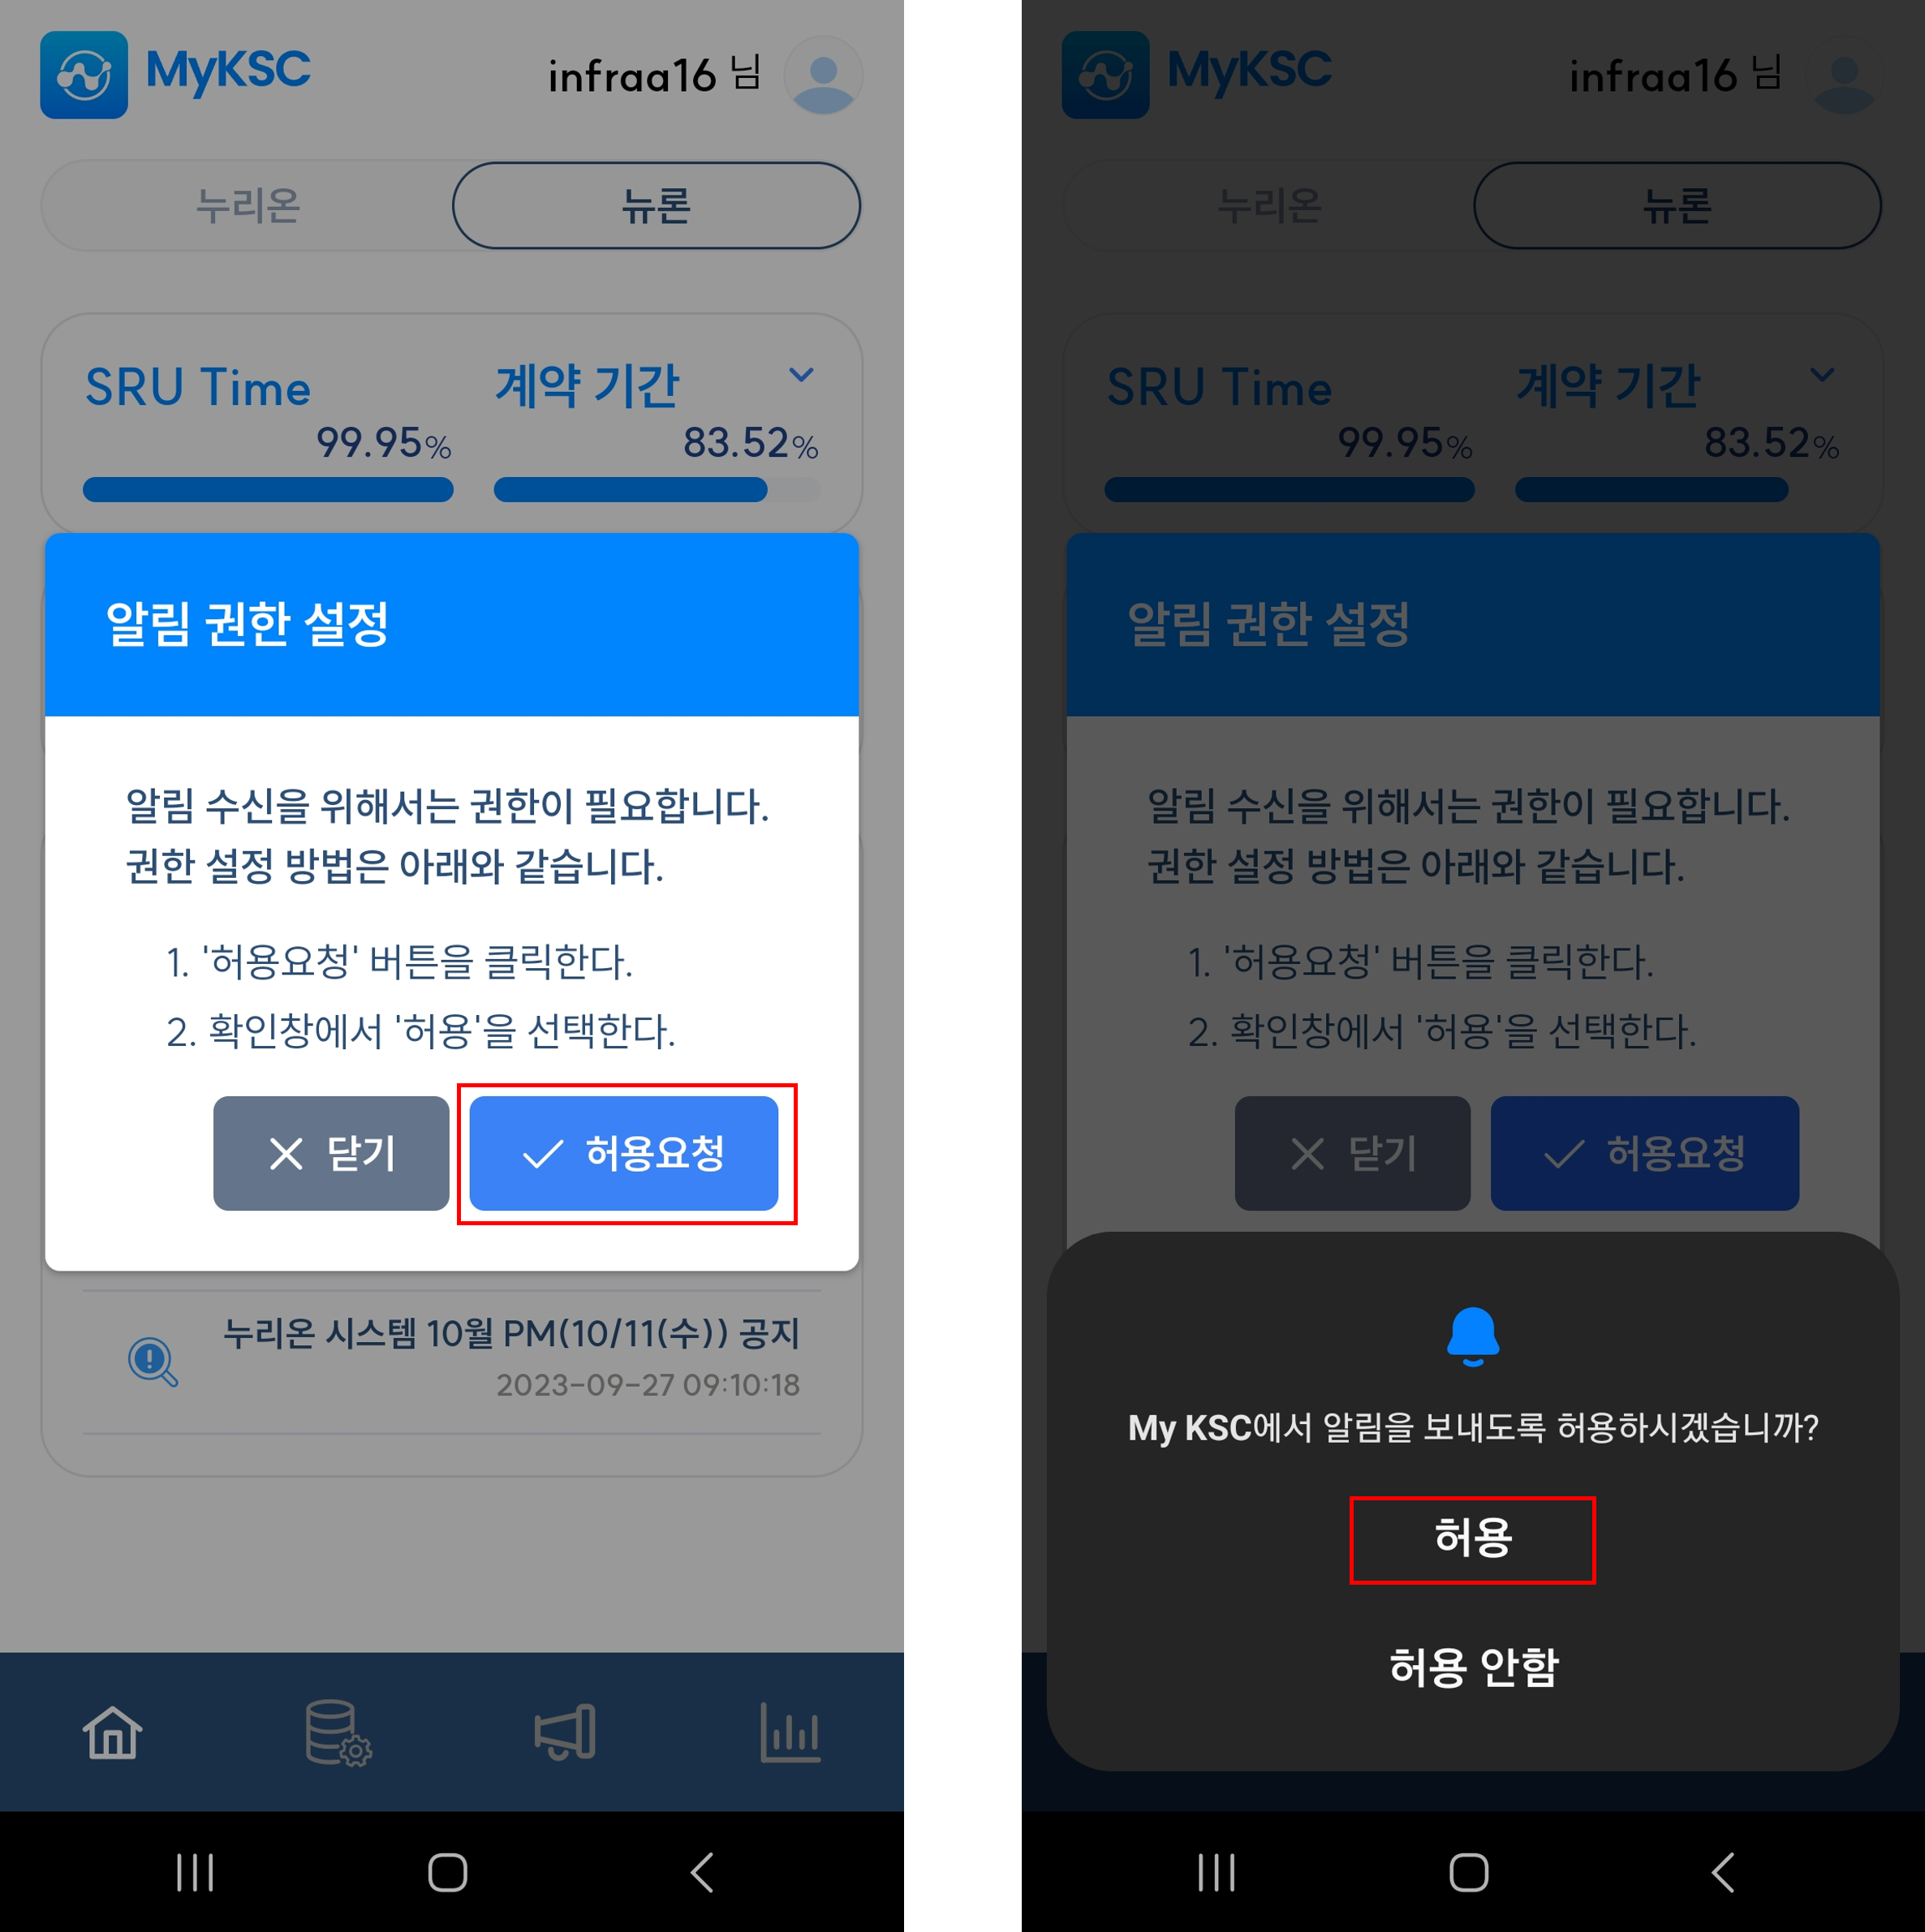 MyKSC
infraa16 님
누리온
뉴론
SRU Time
계약 기간
99.95%
83.52%
알림 권한 설정
알림 수신을 위해서는 권한이 필요합니다.
권한 설정 방법은 아래와 같습니다.
1. '허용요청' 버튼을 클릭한다.
2. 확인창에서 '허용'을 선택한다.
닫기
허용요청
누리온 시스템 10월 PM(10/11(수)) 공지
2023-09-27 09:10:18
MyKSC
infraa16 님
누리온
뉴론
SRU Time
계약 기간
99.95%
83.52%
알림 권한 설정
알림 수신을 위해서는 권한이 필요합니다.
권한 설정 방법은 아래와 같습니다.
1. '허용요청' 버튼을 클릭한다.
2. 확인창에서 '허용'을 선택한다.
닫기
허용요청
My KSC에서 알림을 보내도록 허용하시겠습니까?
허용
허용 안함